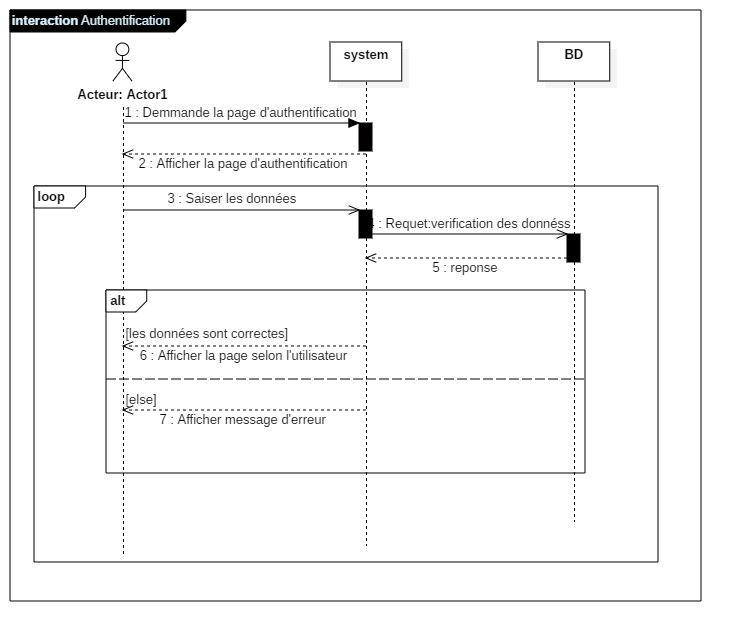 interaction Authentification
system
BD
Acteur: Actor1
1 : Demmande la page d'authentification
2 : Afficher la page d'authentification
loop
3 : Saiser les données
4 : Requet:verification des donnéss
5 : reponse
alt
[les données sont correctes]
6 : Afficher la page selon l'utilisateur
[else]
7 : Afficher message d'erreur